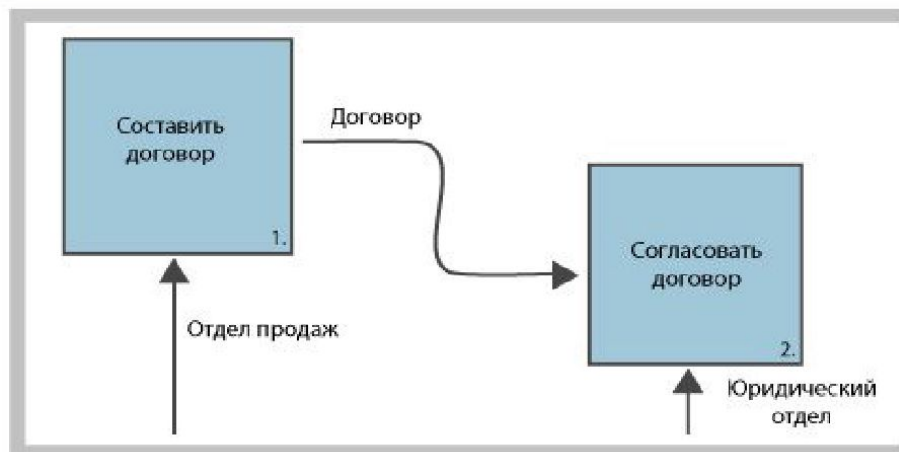 Составить
договор
1.
Договор
Отдел продаж
Согласовать
договор
2.
Юридический
отдел